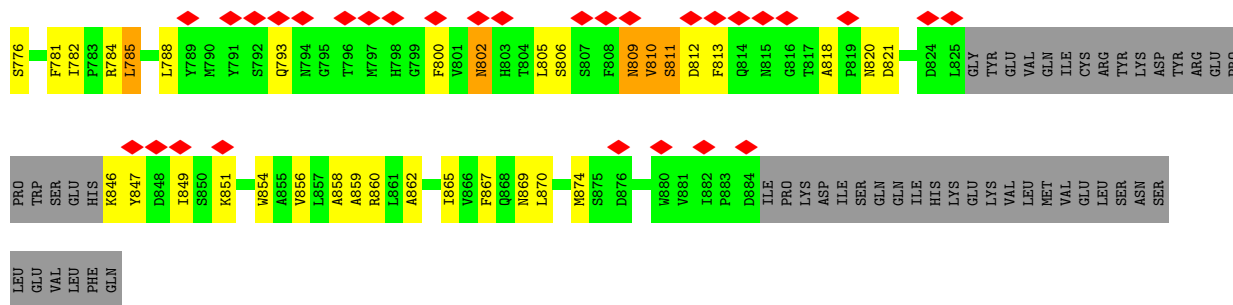 S776 F781 I782 P783 R784 L785 L788 Y789 M790 Y791 S792 Q793 N794 G795 T796 M797 H798 G799 F800 V801 N802 H803 T804 L805 S806 S807 F808 N809 V810 S811 D812 F813 Q814 N815 G816 T817 A818 P819 N820 D821 D824 L825 GLY TYR GLU VAL GLN ILE CYS ARG TYR LYS ASP TYR ARG GLU PRO
PRO TRP SER GLU HIS K846 Y847 D848 I849 S850 K851 W854 A855 V856 L857 A858 A859 R860 L861 A862 I865 V866 F867 Q868 N869 L870 M874 S875 D876 W880 V881 I882 P883 D884 ILE PRO LYS ASP ILE SER GLN GLN ILE HIS LYS GLU LYS VAL LEU MET VAL GLU LEU SER ASN SER
LEU GLU VAL LEU PHE GLN